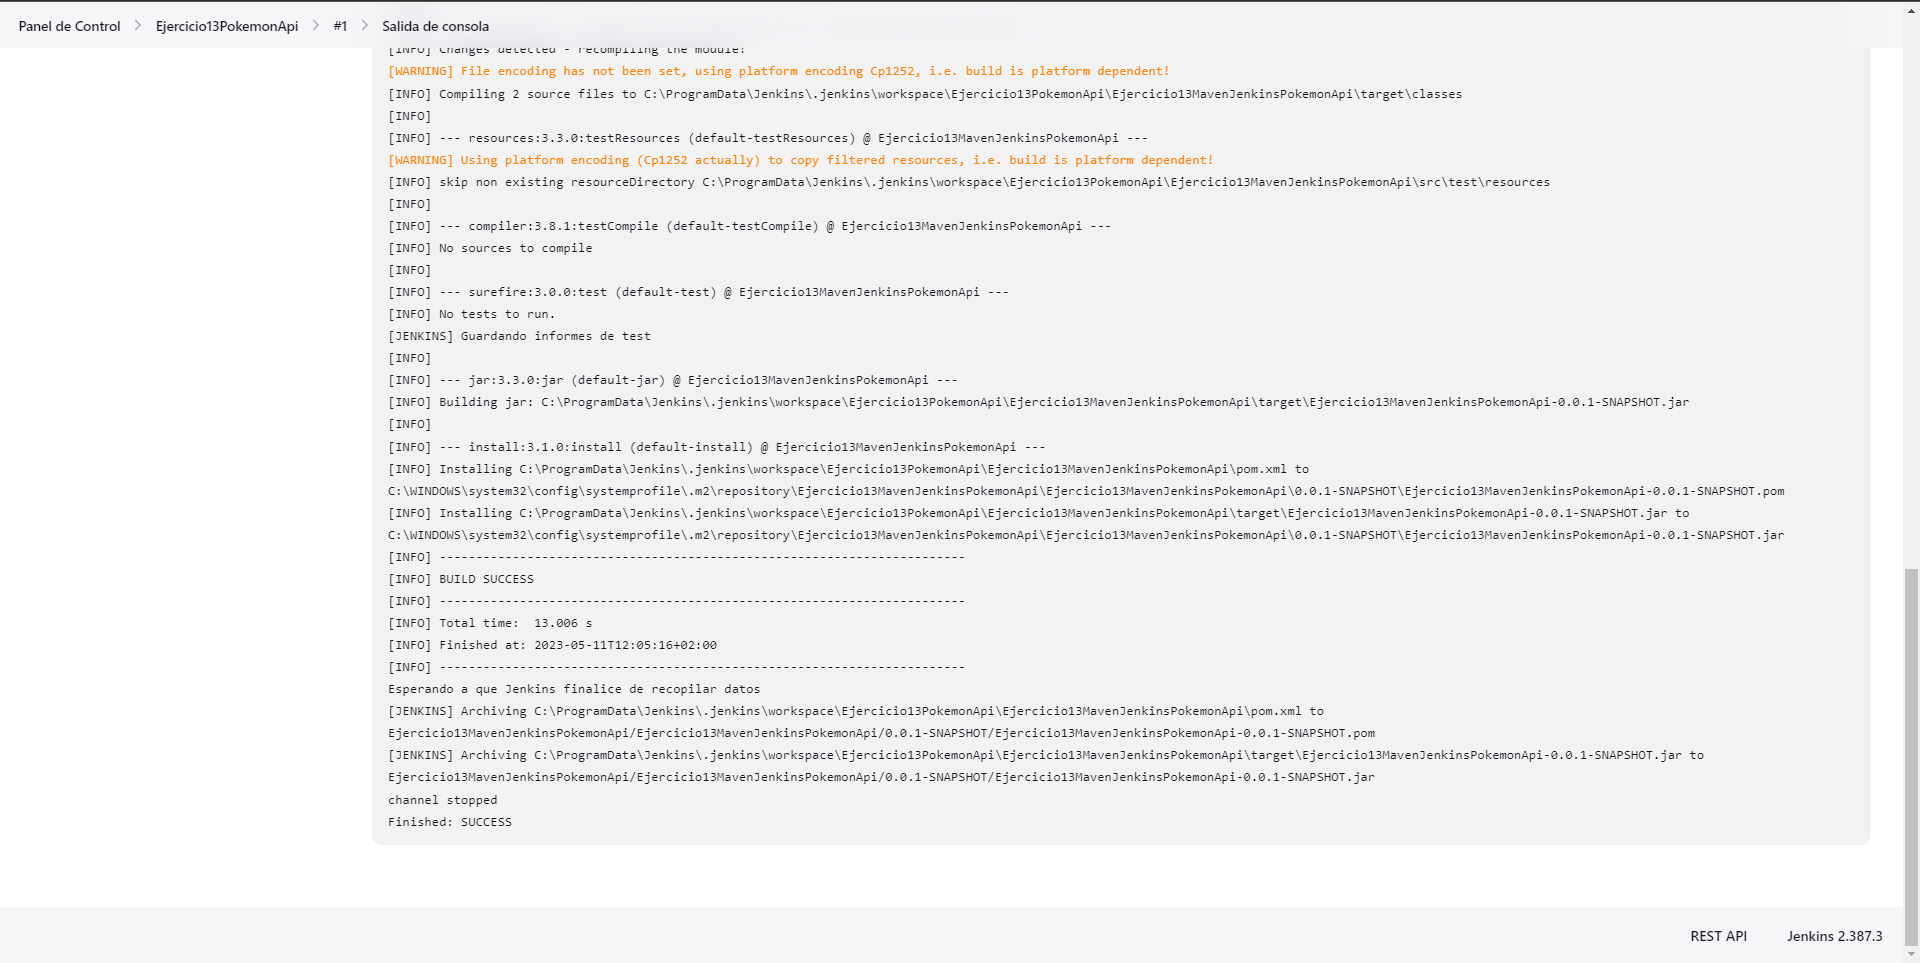 Panel de Control
Ejercicio13PokemonApi
#1
Salida de consola
[INFO] Changes detected - recompiling the module!
[WARNING] File encoding has not been set, using platform encoding Cp1252, i.e. build is platform dependent!
[INFO] Compiling 2 source files to C:\ProgramData\Jenkins\.jenkins\workspace\Ejercicio13PokemonApi\Ejercicio13MavenJenkinsPokemonApi\target\classes
[INFO]
[INFO] --- resources:3.3.0:testResources (default-testResources) @ Ejercicio13MavenJenkinsPokemonApi ---
[WARNING] Using platform encoding (Cp1252 actually) to copy filtered resources, i.e. build is platform dependent!
[INFO] skip non existing resourceDirectory C:\ProgramData\Jenkins\.jenkins\workspace\Ejercicio13PokemonApi\Ejercicio13MavenJenkinsPokemonApi\src\test\resources
[INFO]
[INFO] --- compiler:3.8.1:testCompile (default-testCompile) @ Ejercicio13MavenJenkinsPokemonApi ---
[INFO] No sources to compile
[INFO]
[INFO] --- surefire:3.0.0:test (default-test) @ Ejercicio13MavenJenkinsPokemonApi ---
[INFO] No tests to run.
[JENKINS] Guardando informes de test
[INFO]
[INFO] --- jar:3.3.0:jar (default-jar) @ Ejercicio13MavenJenkinsPokemonApi ---
[INFO] Building jar: C:\ProgramData\Jenkins\.jenkins\workspace\Ejercicio13PokemonApi\Ejercicio13MavenJenkinsPokemonApi\target\Ejercicio13MavenJenkinsPokemonApi-0.0.1-SNAPSHOT.jar
[INFO]
[INFO] --- install:3.1.0:install (default-install) @ Ejercicio13MavenJenkinsPokemonApi ---
[INFO] Installing C:\ProgramData\Jenkins\.jenkins\workspace\Ejercicio13PokemonApi\Ejercicio13MavenJenkinsPokemonApi\pom.xml to
C:\WINDOWS\system32\config\systemprofile\.m2\repository\Ejercicio13MavenJenkinsPokemonApi\Ejercicio13MavenJenkinsPokemonApi\0.0.1-SNAPSHOT\Ejercicio13MavenJenkinsPokemonApi-0.0.1-SNAPSHOT.pom
[INFO] Installing C:\ProgramData\Jenkins\.jenkins\workspace\Ejercicio13PokemonApi\Ejercicio13MavenJenkinsPokemonApi\target\Ejercicio13MavenJenkinsPokemonApi-0.0.1-SNAPSHOT.jar to
C:\WINDOWS\system32\config\systemprofile\.m2\repository\Ejercicio13MavenJenkinsPokemonApi\Ejercicio13MavenJenkinsPokemonApi\0.0.1-SNAPSHOT\Ejercicio13MavenJenkinsPokemonApi-0.0.1-SNAPSHOT.jar
[INFO] ------------------------------------------------------------------------
[INFO] BUILD SUCCESS
[INFO] ------------------------------------------------------------------------
[INFO] Total time:  13.006 s
[INFO] Finished at: 2023-05-11T12:05:16+02:00
[INFO] ------------------------------------------------------------------------
Esperando a que Jenkins finalice de recopilar datos
[JENKINS] Archiving C:\ProgramData\Jenkins\.jenkins\workspace\Ejercicio13PokemonApi\Ejercicio13MavenJenkinsPokemonApi\pom.xml to
Ejercicio13MavenJenkinsPokemonApi/Ejercicio13MavenJenkinsPokemonApi/0.0.1-SNAPSHOT/Ejercicio13MavenJenkinsPokemonApi-0.0.1-SNAPSHOT.pom
[JENKINS] Archiving C:\ProgramData\Jenkins\.jenkins\workspace\Ejercicio13PokemonApi\Ejercicio13MavenJenkinsPokemonApi\target\Ejercicio13MavenJenkinsPokemonApi-0.0.1-SNAPSHOT.jar to
Ejercicio13MavenJenkinsPokemonApi/Ejercicio13MavenJenkinsPokemonApi/0.0.1-SNAPSHOT/Ejercicio13MavenJenkinsPokemonApi-0.0.1-SNAPSHOT.jar
channel stopped
Finished: SUCCESS
REST API
Jenkins 2.387.3